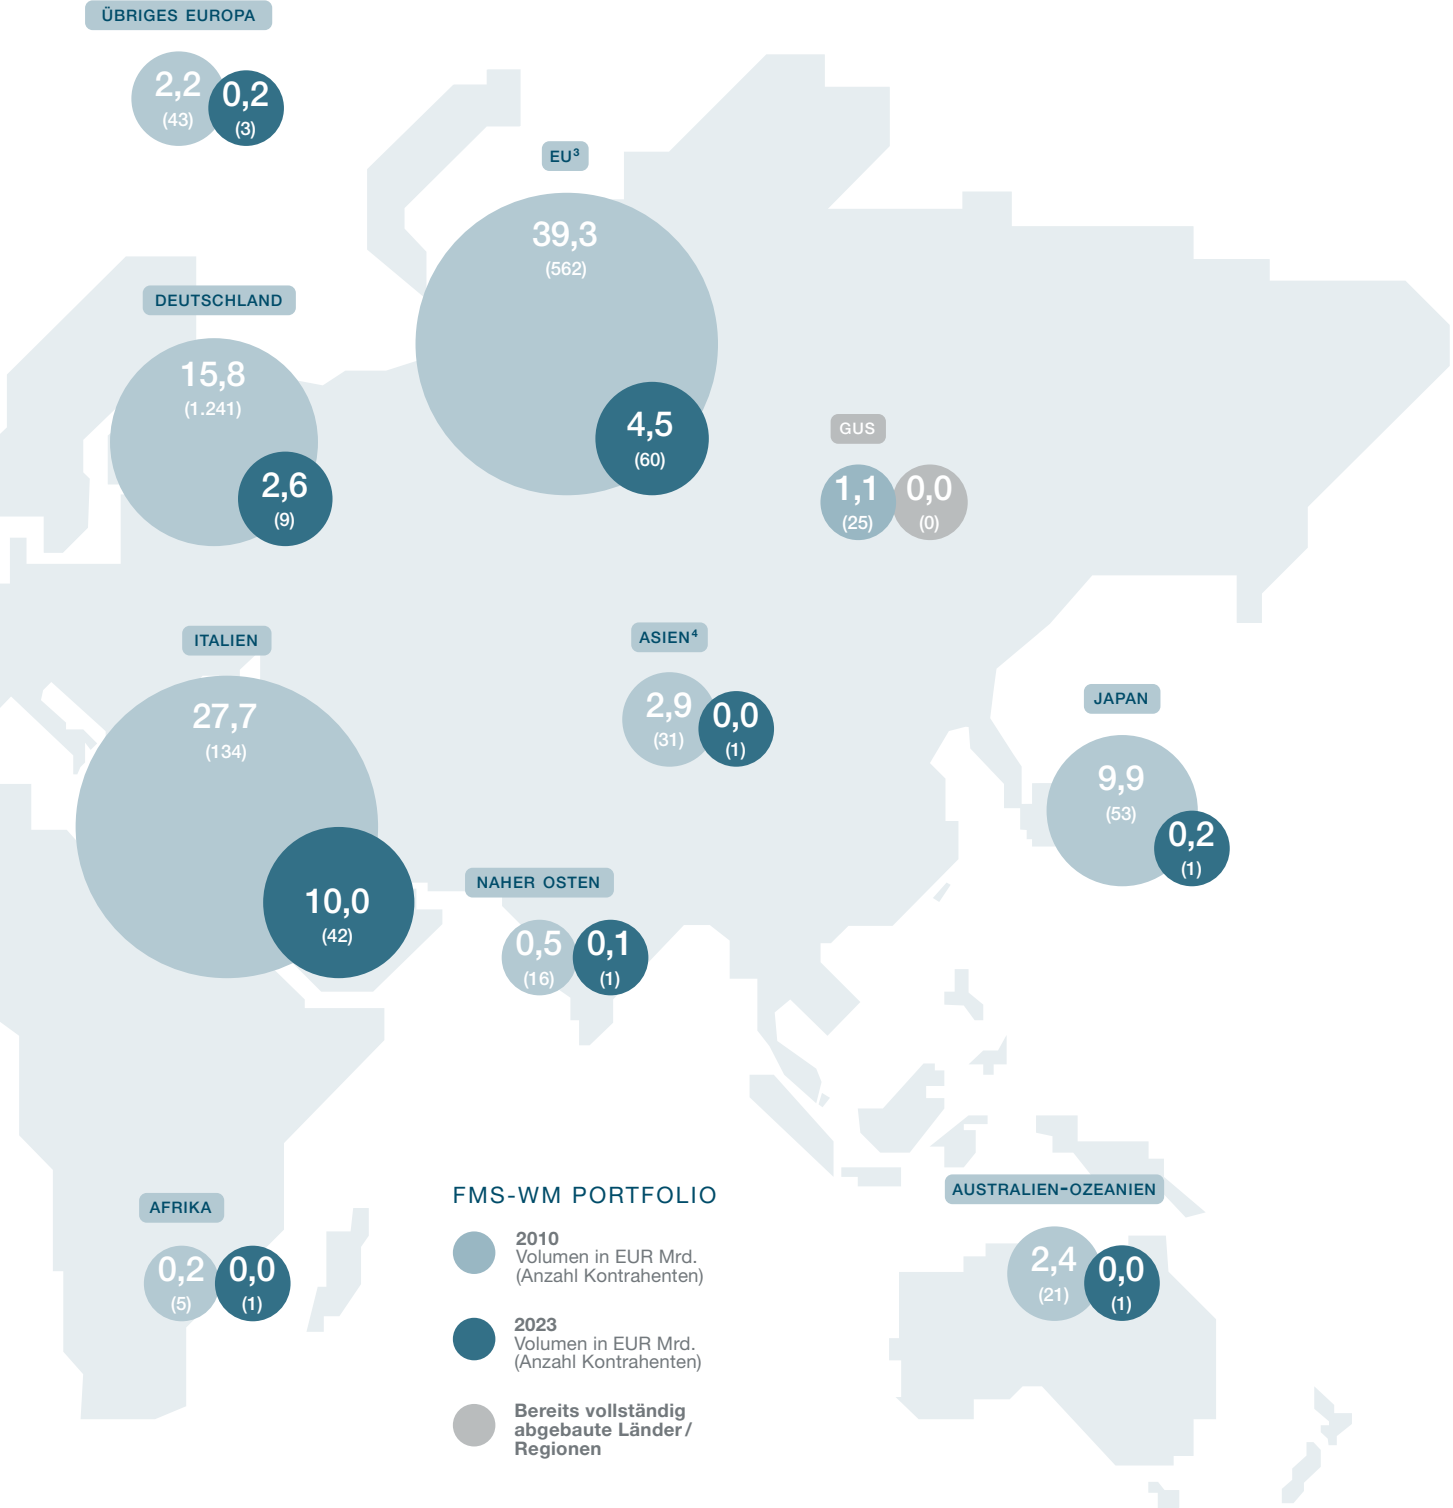 ÜBRIGES EUROPA
2,2
(43)
0,2
(3)
EU³
39,3
(562)
4,5
(60)
DEUTSCHLAND
15,8
(1.241)
2,6
(9)
GUS
1,1
(25)
0,0
(0)
ITALIEN
27,7
(134)
10,0
(42)
ASIEN⁴
2,9
(31)
0,0
(1)
JAPAN
9,9
(53)
0,2
(1)
NAHER OSTEN
0,5
(16)
0,1
(1)
AFRIKA
0,2
(5)
0,0
(1)
AUSTRALIEN-OZEANIEN
2,4
(21)
0,0
(1)
FMS-WM PORTFOLIO
2010
Volumen in EUR Mrd.
(Anzahl Kontrahenten)
2023
Volumen in EUR Mrd.
(Anzahl Kontrahenten)
Bereits vollständig
abgebaute Länder /
Regionen